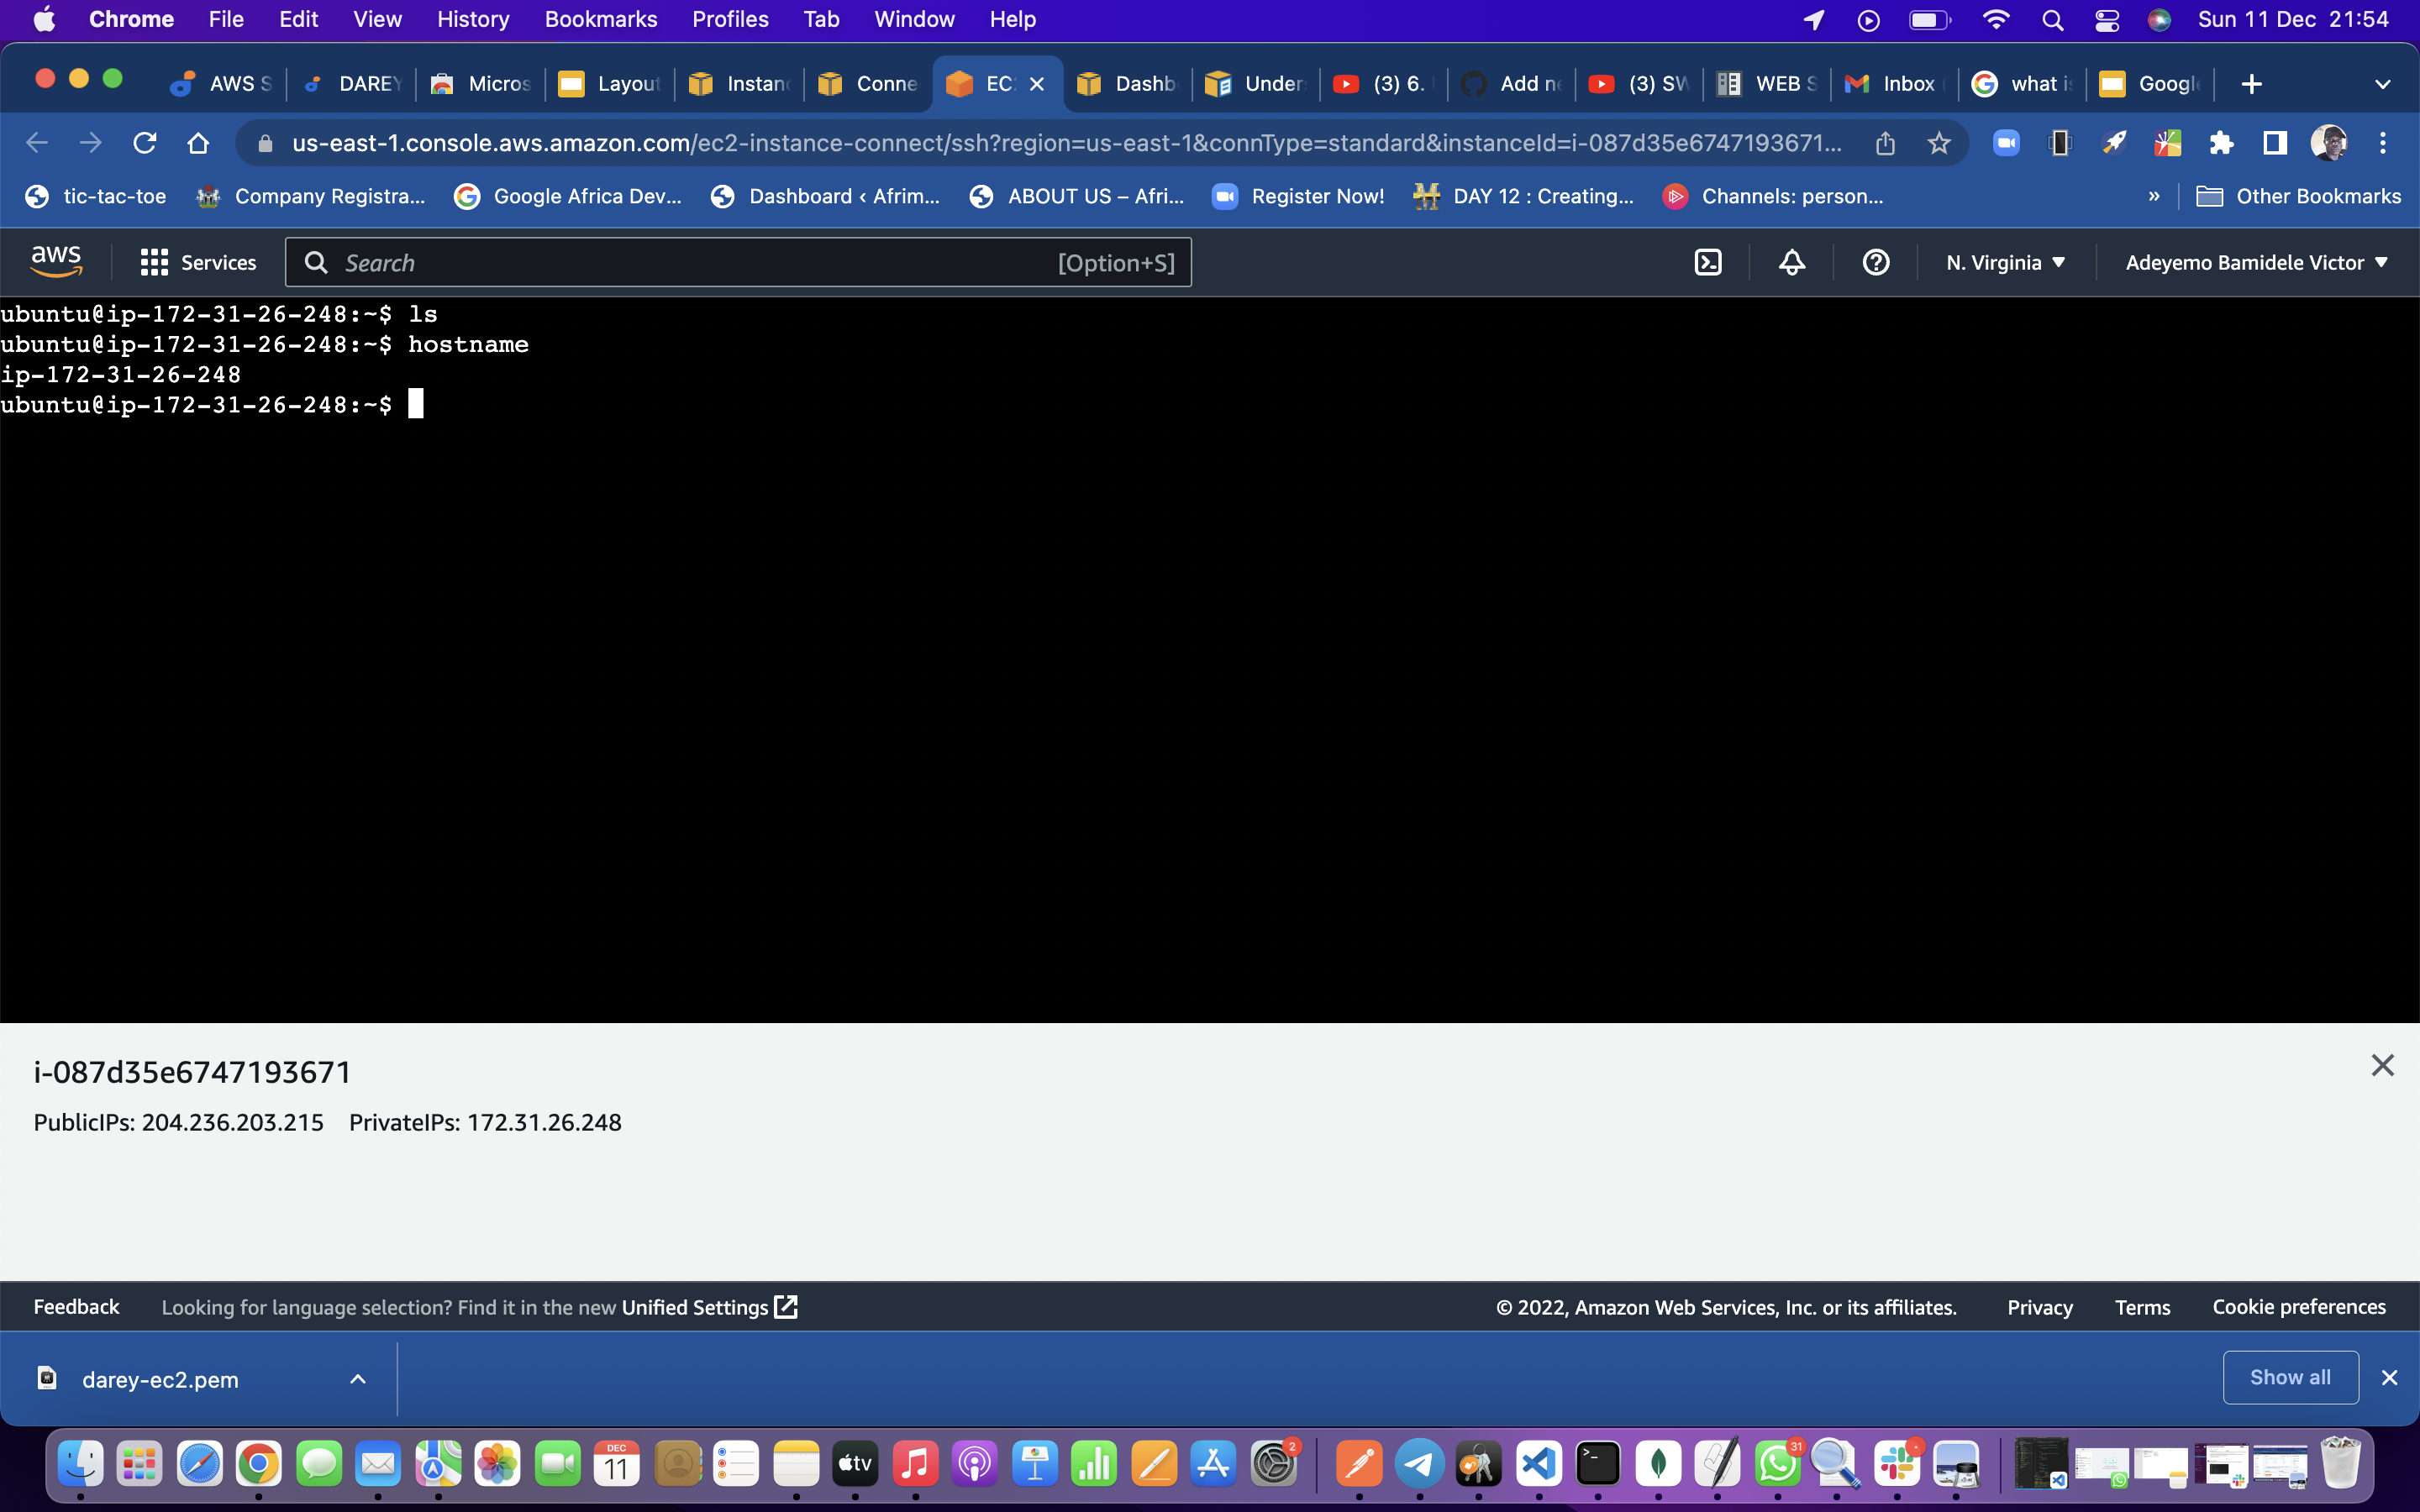 Chrome File Edit View History Bookmarks Profiles Tab Window Help Sun 11 Dec 21:54
AWS S DAREY Micros Layout Instanc Conne EC Dashb Under (3) 6. Add ne (3) SW WEB S Inbox what i Google
us-east-1.console.aws.amazon.com/ec2-instance-connect/ssh?region=us-east-1&connType=standard&instanceId=i-087d35e6747193671...
tic-tac-toe Company Registra... Google Africa Dev... Dashboard ‹ Afrim... ABOUT US – Afri... Register Now! DAY 12 : Creating... Channels: person... » Other Bookmarks
aws Services Search [Option+S] N. Virginia Adeyemo Bamidele Victor
ubuntu@ip-172-31-26-248:~$ ls
ubuntu@ip-172-31-26-248:~$ hostname
ip-172-31-26-248
ubuntu@ip-172-31-26-248:~$
i-087d35e6747193671
PublicIPs: 204.236.203.215 PrivateIPs: 172.31.26.248
Feedback Looking for language selection? Find it in the new Unified Settings © 2022, Amazon Web Services, Inc. or its affiliates. Privacy Terms Cookie preferences
darey-ec2.pem Show all
DEC 11 tv 2 31